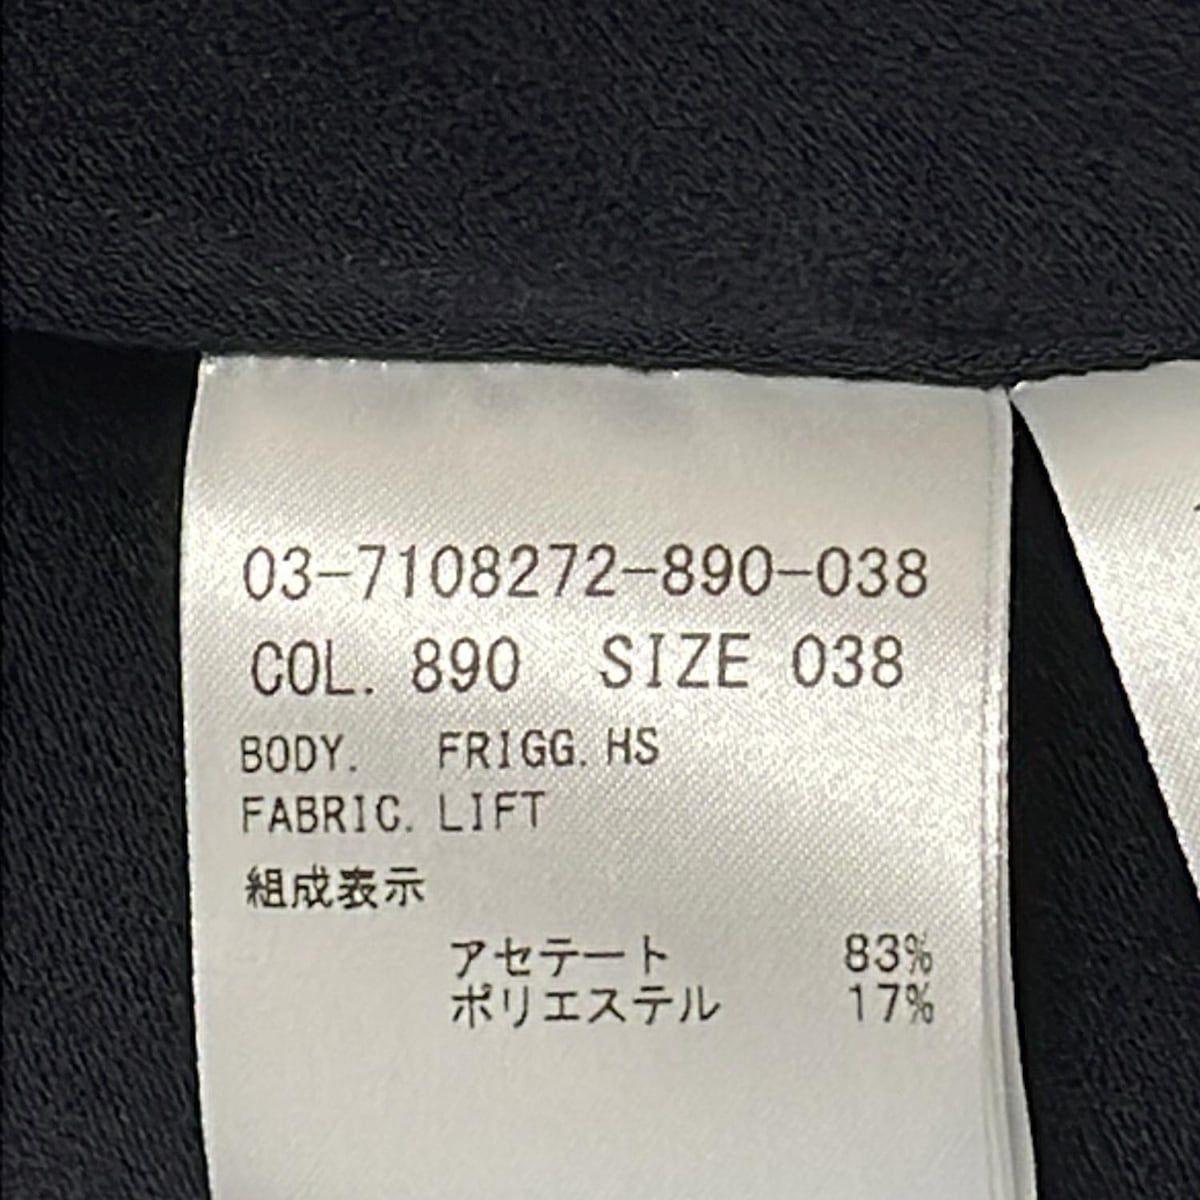 03-7108272-890-038
COL. 890 SIZE 038
BODY. FRIGG.HS
FABRIC. LIFT
組成表示
アセテート 83%
ポリエステル 17%